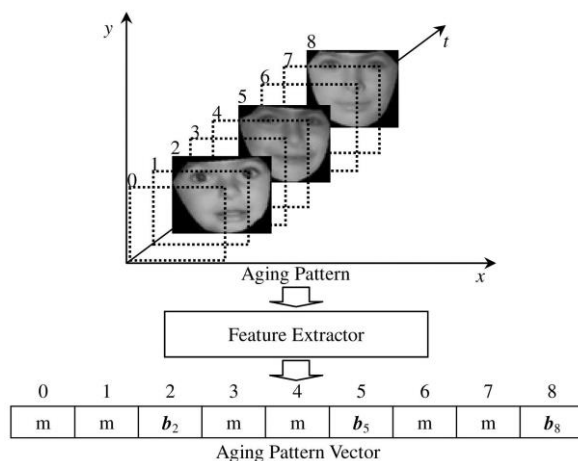 y
t
8
7
6
5
4
3
2
1
0
x
Aging Pattern
Feature Extractor
0 1 2 3 4 5 6 7 8
m m b2 m m b5 m m b8
Aging Pattern Vector